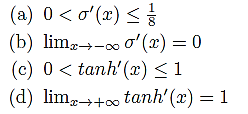 (a) 0 < σ′(x) ≤ 1/8
(b) lim_{x→−∞} σ′(x) = 0
(c) 0 < tanh′(x) ≤ 1
(d) lim_{x→+∞} tanh′(x) = 1